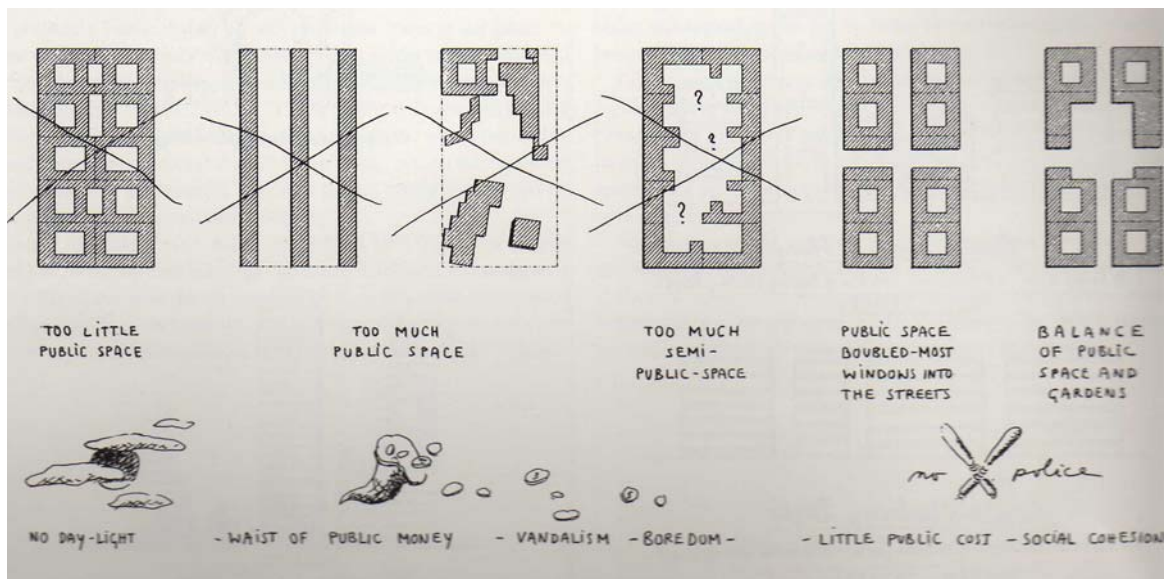 ?
?
?
TOO LITTLE
PUBLIC SPACE
TOO MUCH
PUBLIC SPACE
TOO MUCH
SEMI-
PUBLIC-SPACE
PUBLIC SPACE
BOUBLED-MOST
WINDOWS INTO
THE STREETS
BALANCE
OF PUBLIC
SPACE AND
GARDENS
no police
NO DAY-LIGHT
- WAIST OF PUBLIC MONEY - VANDALISM - BOREDOM -
- LITTLE PUBLIC COST - SOCIAL COHESION